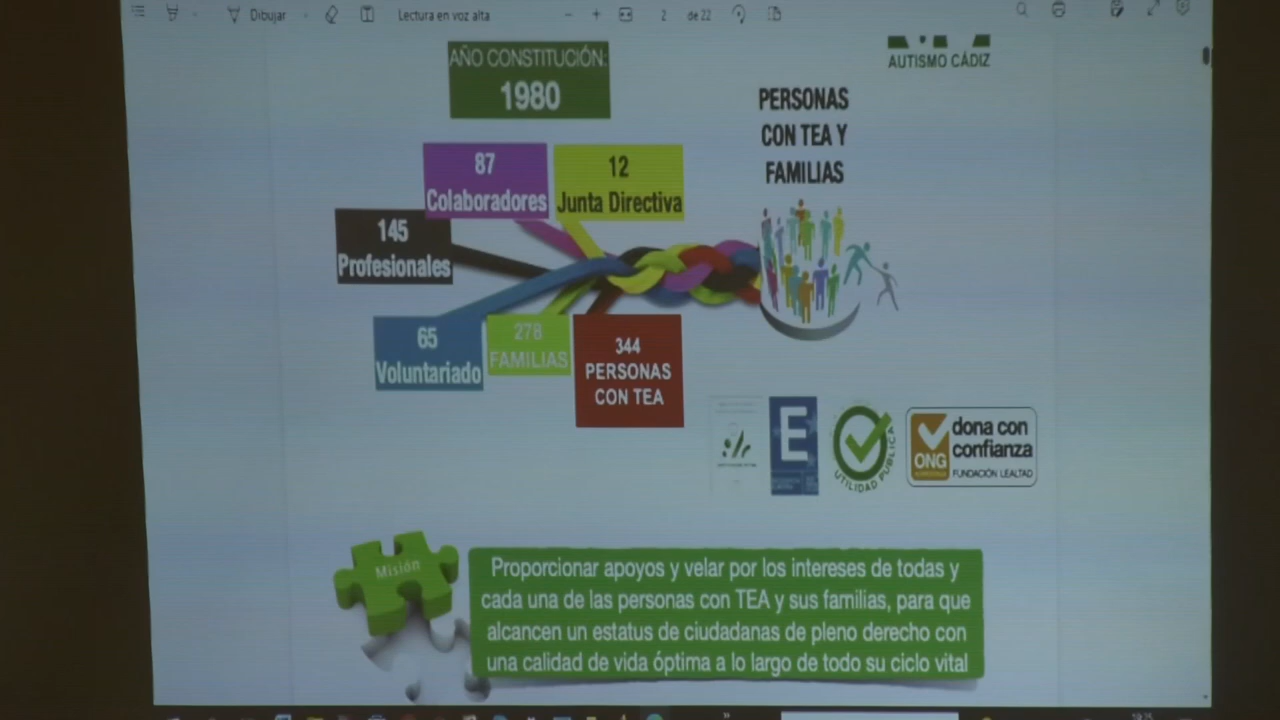 Dibujar
Lectura en voz alta
2
de 22
AÑO CONSTITUCIÓN:
1980
AUTISMO CÁDIZ
PERSONAS
CON TEA Y
FAMILIAS
87
Colaboradores
12
Junta Directiva
145
Profesionales
65
Voluntariado
278
FAMILIAS
344
PERSONAS
CON TEA
E
UTILIDAD PÚBLICA
ONG
dona con
confianza
FUNDACIÓN LEALTAD
Misión
Proporcionar apoyos y velar por los intereses de todas y
cada una de las personas con TEA y sus familias, para que
alcancen un estatus de ciudadanas de pleno derecho con
una calidad de vida óptima a lo largo de todo su ciclo vital